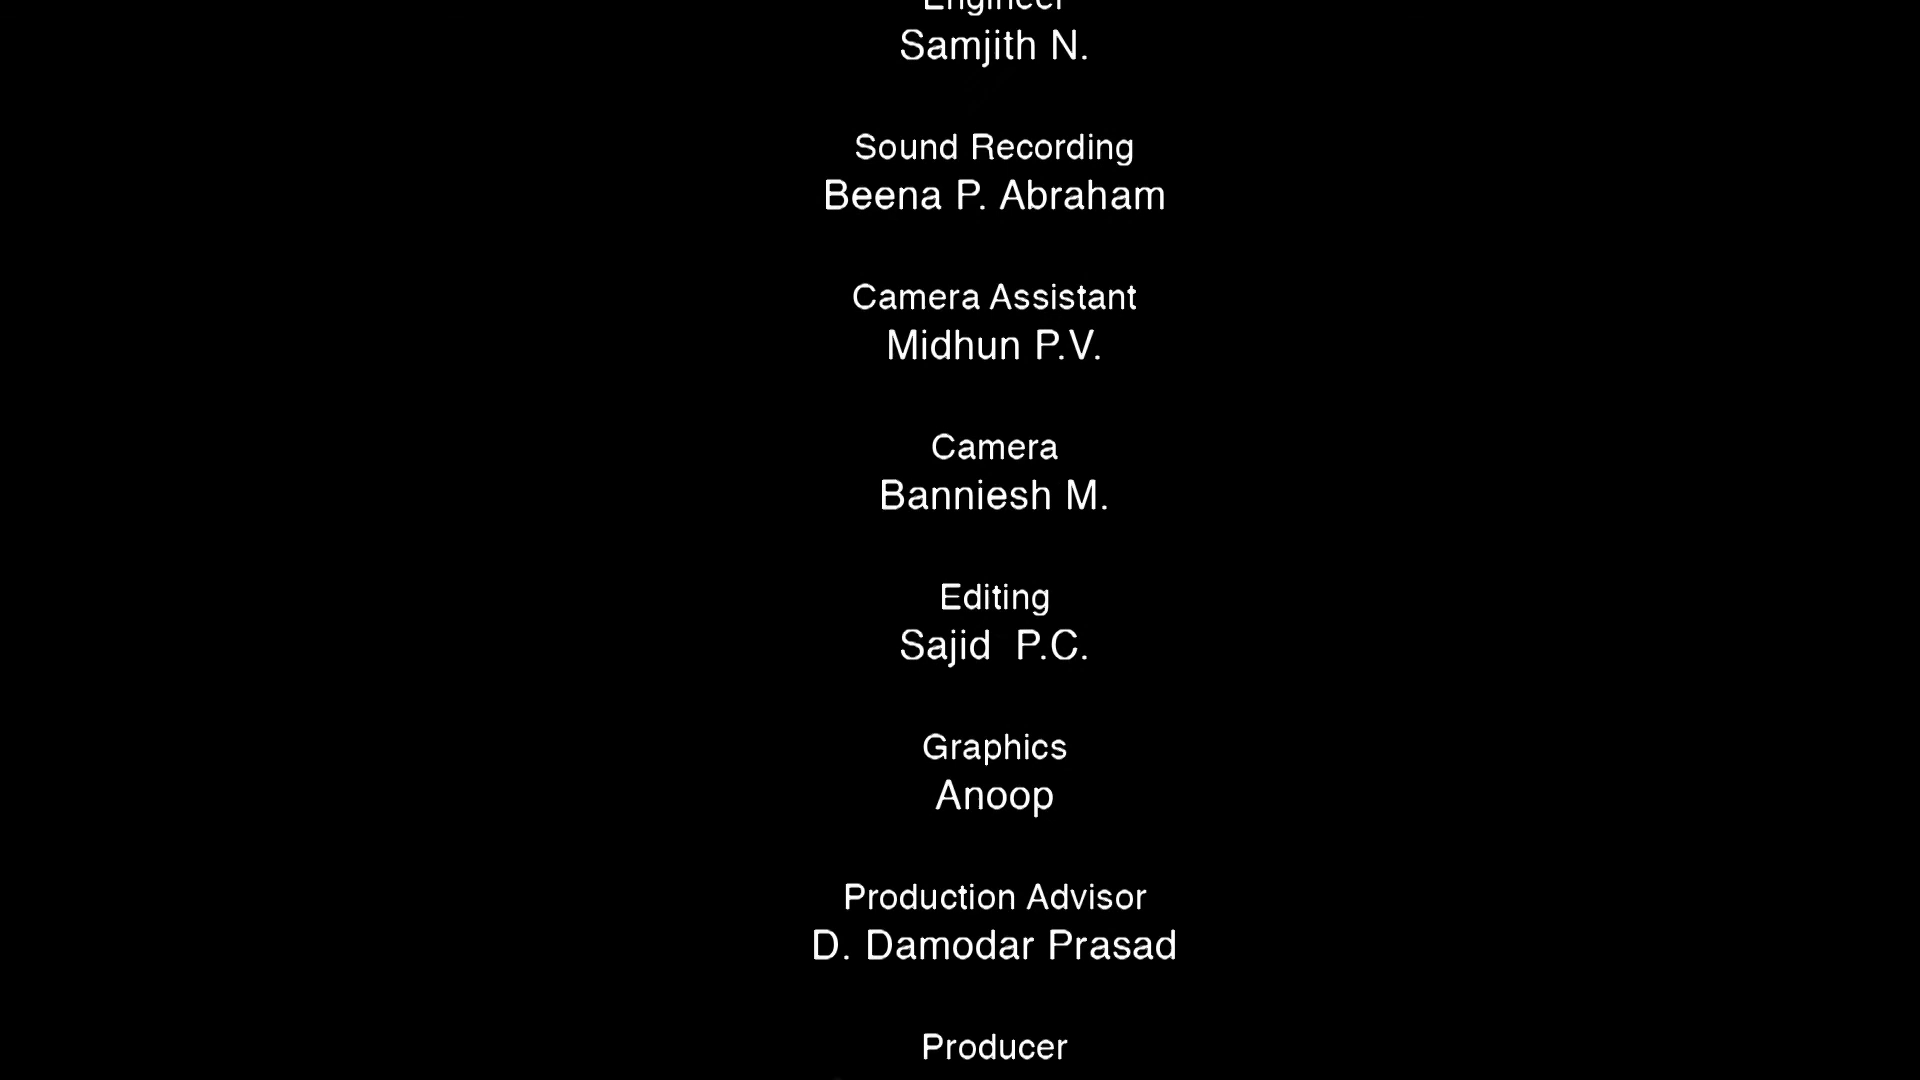 Engineer
Samjith N.
Sound Recording
Beena P. Abraham
Camera Assistant
Midhun P.V.
Camera
Banniesh M.
Editing
Sajid  P.C.
Graphics
Anoop
Production Advisor
D. Damodar Prasad
Producer